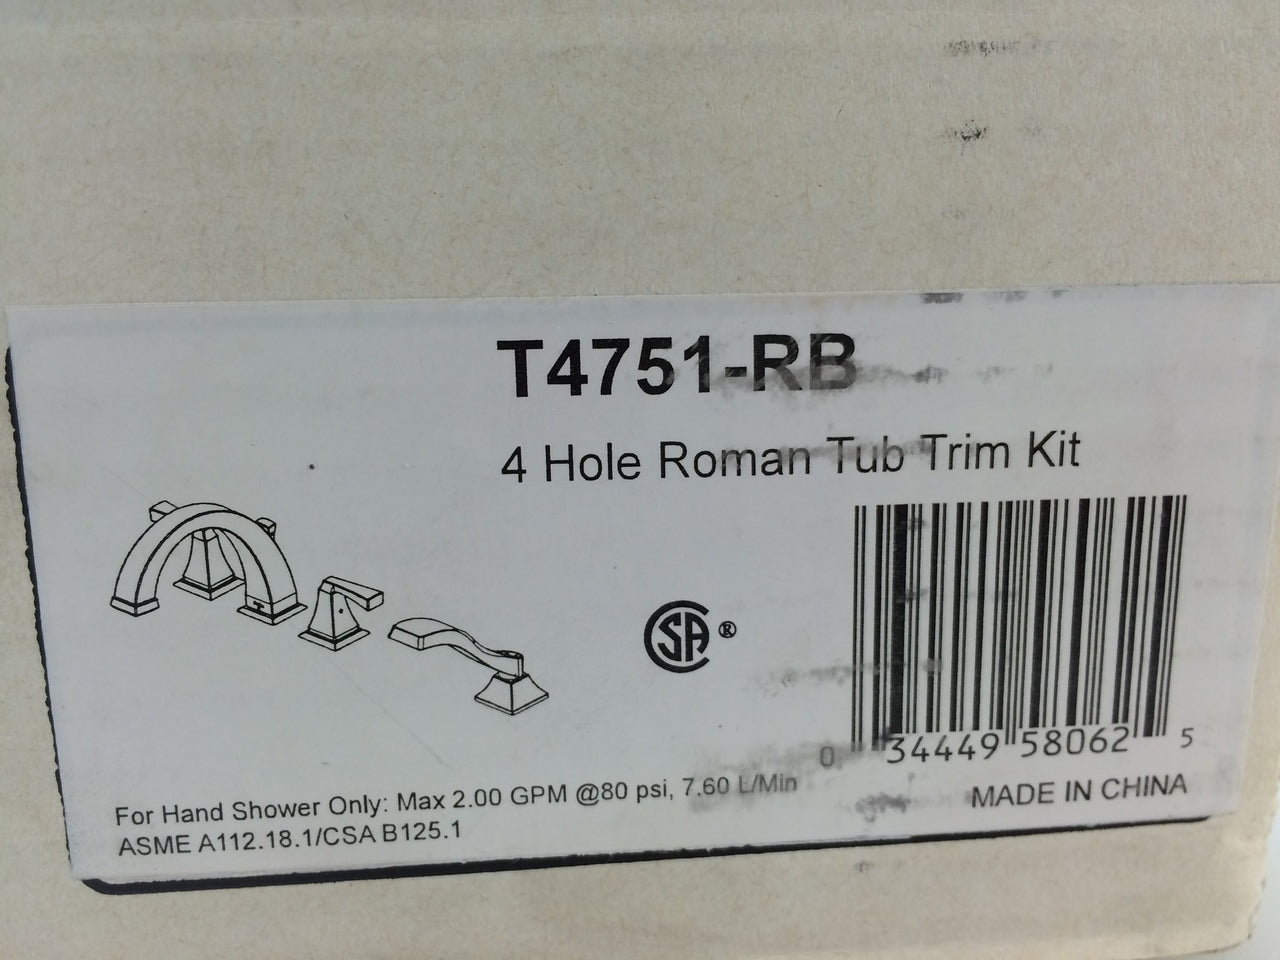 T4751-RB
4 Hole Roman Tub Trim Kit
CSA®
0 34449 58062 5
For Hand Shower Only: Max 2.00 GPM @80 psi, 7.60 L/Min
ASME A112.18.1/CSA B125.1
MADE IN CHINA